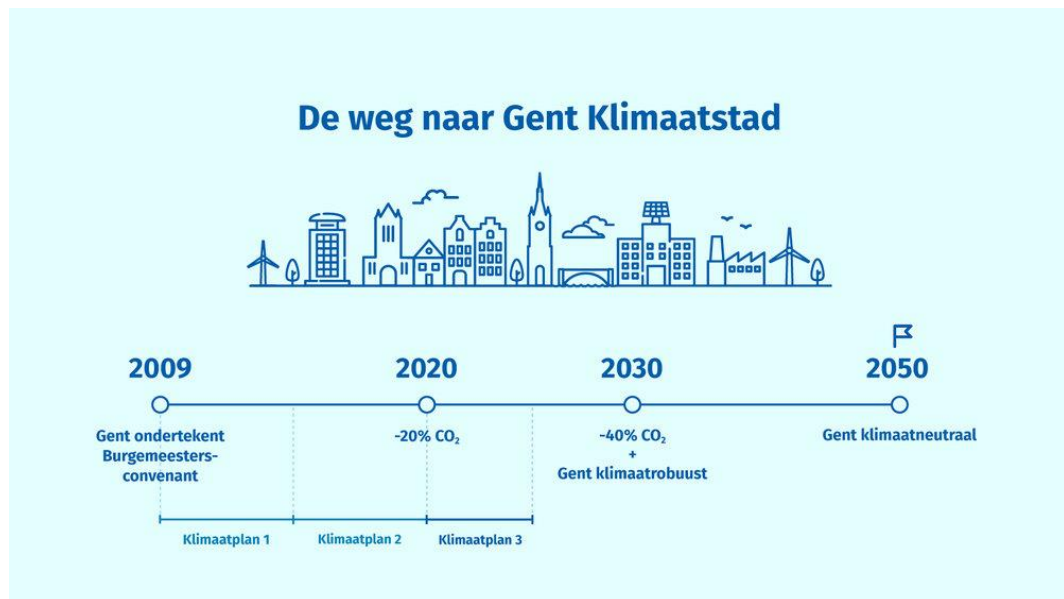 De weg naar Gent Klimaatstad
2009
2020
2030
2050
Gent ondertekent
Burgemeesters-
convenant
-20% CO₂
-40% CO₂
+
Gent klimaatrobuust
Gent klimaatneutraal
Klimaatplan 1
Klimaatplan 2
Klimaatplan 3